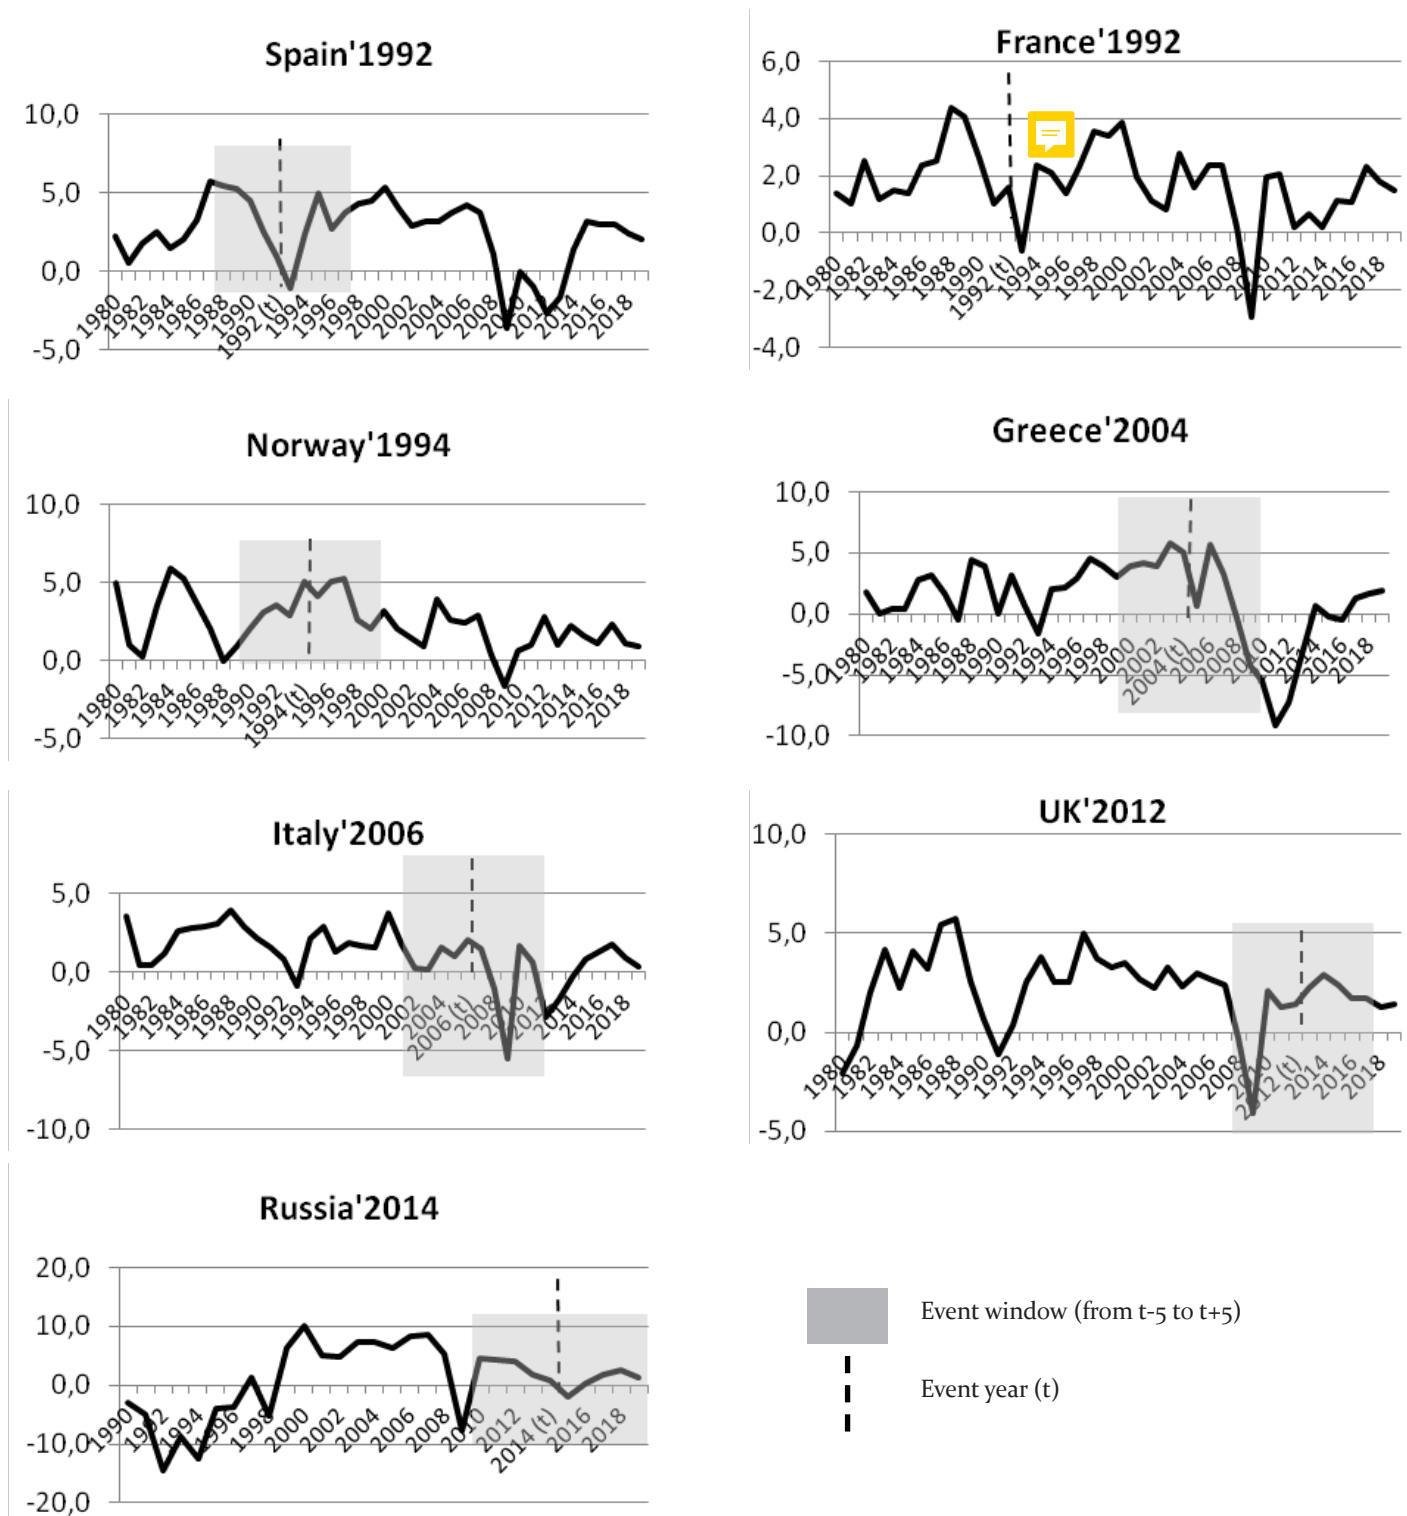 Spain'1992
10,0
5,0
0,0
-5,0
1980 1982 1984 1986 1988 1990 1992 (t) 1994 1996 1998 2000 2002 2004 2006 2008 2010 2012 2014 2016 2018
France'1992
6,0
4,0
2,0
0,0
-2,0
-4,0
1980 1982 1984 1986 1988 1990 1992 (t) 1994 1996 1998 2000 2002 2004 2006 2008 2010 2012 2014 2016 2018
Norway'1994
10,0
5,0
0,0
-5,0
1980 1982 1984 1986 1988 1990 1992 1994 (t) 1996 1998 2000 2002 2004 2006 2008 2010 2012 2014 2016 2018
Greece'2004
10,0
5,0
0,0
-5,0
-10,0
1980 1982 1984 1986 1988 1990 1992 1994 1996 1998 2000 2002 2004 (t) 2006 2008 2010 2012 2014 2016 2018
Italy'2006
5,0
0,0
-5,0
-10,0
1980 1982 1984 1986 1988 1990 1992 1994 1996 1998 2000 2002 2004 2006 (t) 2008 2010 2012 2014 2016 2018
UK'2012
10,0
5,0
0,0
-5,0
1980 1982 1984 1986 1988 1990 1992 1994 1996 1998 2000 2002 2004 2006 2008 2010 2012 (t) 2014 2016 2018
Russia'2014
20,0
10,0
0,0
-10,0
-20,0
1990 1992 1994 1996 1998 2000 2002 2004 2006 2008 2010 2012 2014 (t) 2016 2018
Event window (from t-5 to t+5)
Event year (t)